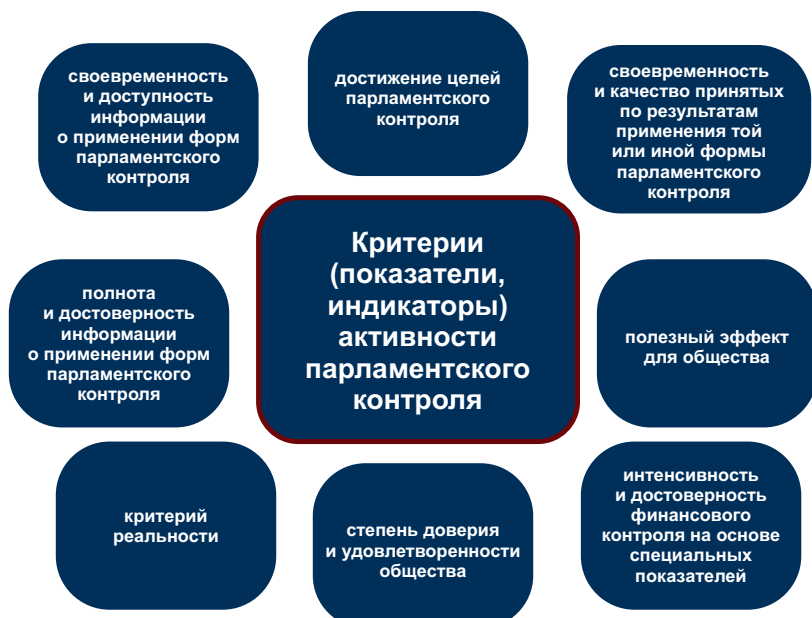 своевременность
и доступность
информации
о применении форм
парламентского
контроля
достижение целей
парламентского
контроля
своевременность
и качество принятых
по результатам
применения той
или иной формы
парламентского
контроля
Критерии
(показатели,
индикаторы)
активности
парламентского
контроля
полнота
и достоверность
информации
о применении форм
парламентского
контроля
полезный эффект
для общества
критерий
реальности
степень доверия
и удовлетворенности
общества
интенсивность
и достоверность
финансового
контроля на основе
специальных
показателей